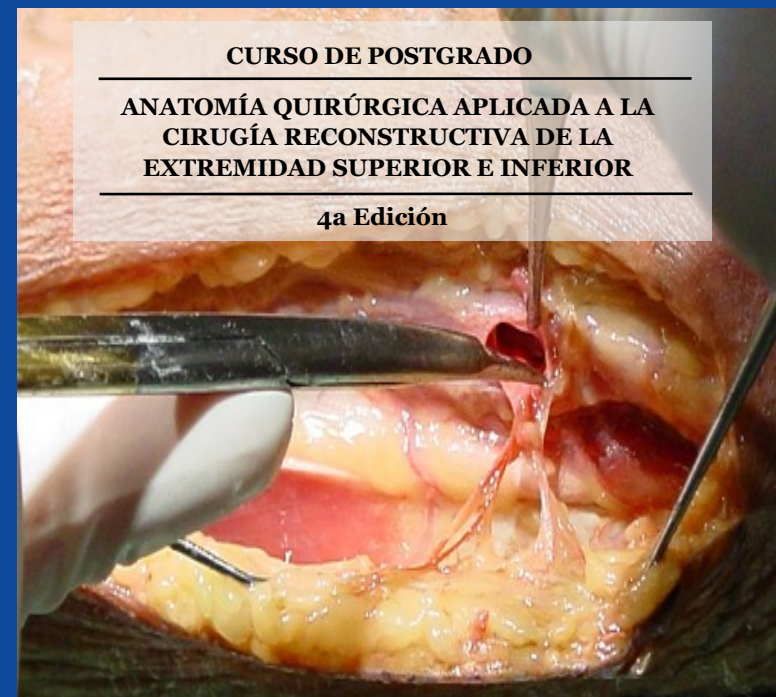 CURSO DE POSTGRADO
ANATOMÍA QUIRÚRGICA APLICADA A LA
CIRUGÍA RECONSTRUCTIVA DE LA
EXTREMIDAD SUPERIOR E INFERIOR
4a Edición